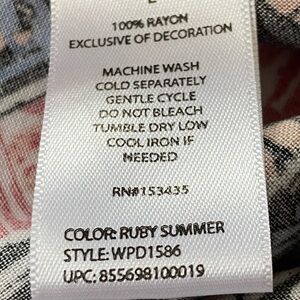 L
100% RAYON
EXCLUSIVE OF DECORATION
MACHINE WASH
COLD SEPARATELY
GENTLE CYCLE
DO NOT BLEACH
TUMBLE DRY LOW
COOL IRON IF
NEEDED
RN#153435
COLOR: RUBY SUMMER
STYLE: WPD1586
UPC: 855698100019